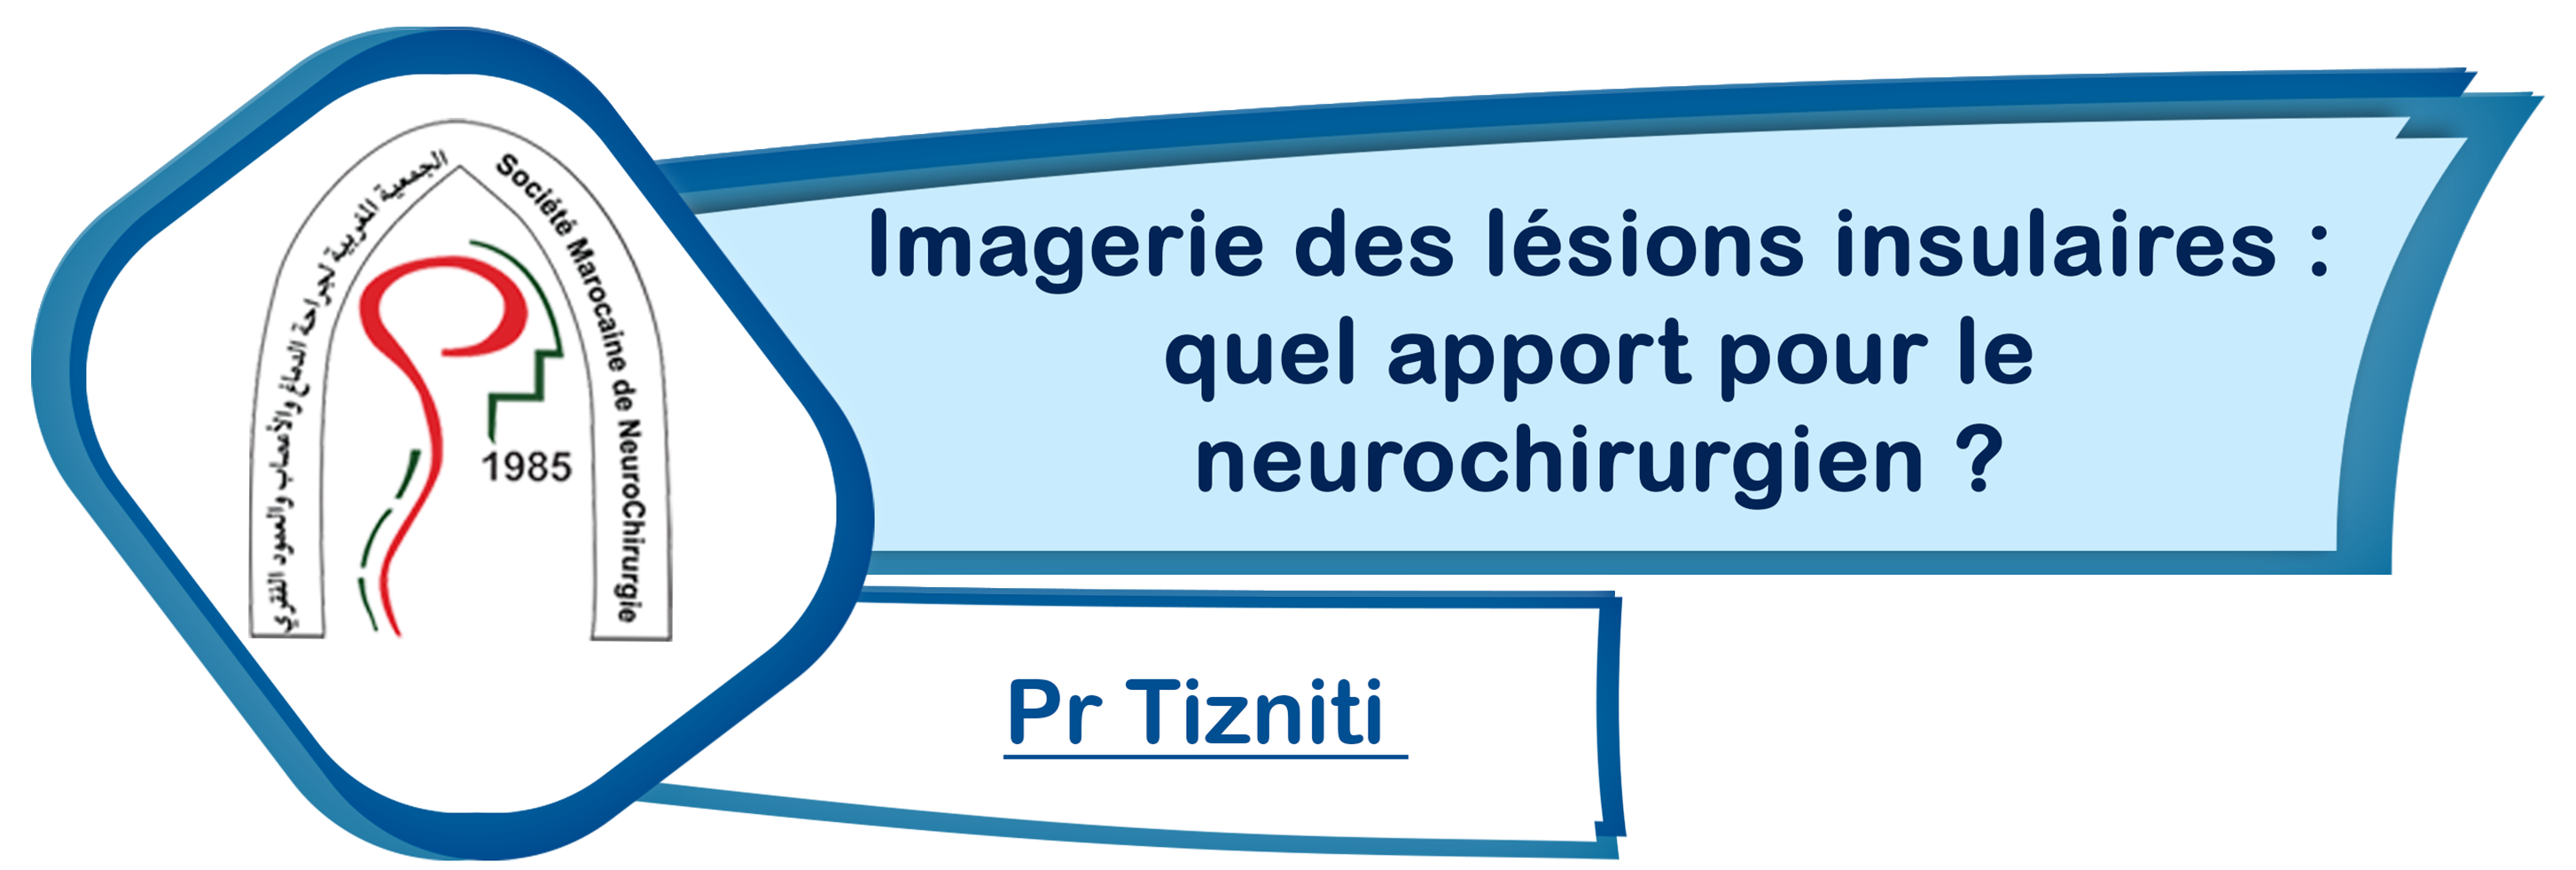 الجمعية المغربية لجراحة الدماغ والأعصاب والعمود الفقري
Société Marocaine de NeuroChirurgie
1985
Imagerie des lésions insulaires :
quel apport pour le
neurochirurgien ?
Pr Tizniti